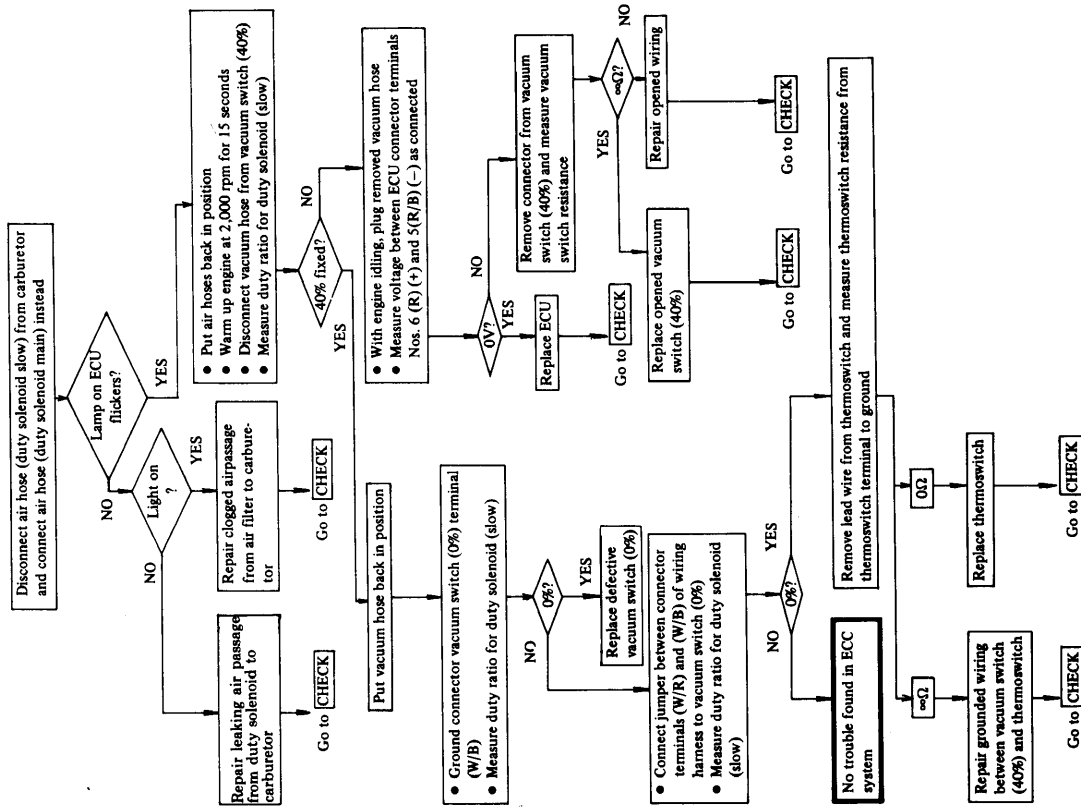 Disconnect air hose (duty solenoid slow) from carburetor
and connect air hose (duty solenoid main) instead
Lamp on ECU
flickers?
NO
YES
Light on
?
NO
YES
Repair leaking air passage
from duty solenoid to
carburetor
Go to CHECK
Repair clogged airpassage
from air filter to carbure-
tor
Go to CHECK
● Put air hoses back in position
● Warm up engine at 2,000 rpm for 15 seconds
● Disconnect vacuum hose from vacuum switch (40%)
● Measure duty ratio for duty solenoid (slow)
40% fixed?
NO
YES
Put vacuum hose back in position
● With engine idling, plug removed vacuum hose
● Measure voltage between ECU connector terminals
Nos. 6 (R) (+) and 5(R/B) (−) as connected
0V?
NO
YES
Replace ECU
Go to CHECK
Remove connector from vacuum
switch (40%) and measure vacuum
switch resistance
∞Ω?
NO
YES
Repair opened wiring
Go to CHECK
Replace opened vacuum
switch (40%)
Go to CHECK
● Ground connector vacuum switch (0%) terminal
(W/B)
● Measure duty ratio for duty solenoid (slow)
0%?
NO
YES
Replace defective
vacuum switch (0%)
● Connect jumper between connector
terminals (W/R) and (W/B) of wiring
harness to vacuum switch (0%)
● Measure duty ratio for duty solenoid
(slow)
0%?
NO
YES
No trouble found in ECC
system
Remove lead wire from thermoswitch and measure thermoswitch resistance from
thermoswitch terminal to ground
∞Ω
0Ω
Repair grounded wiring
between vacuum switch
(40%) and thermoswitch
Go to CHECK
Replace thermoswitch
Go to CHECK